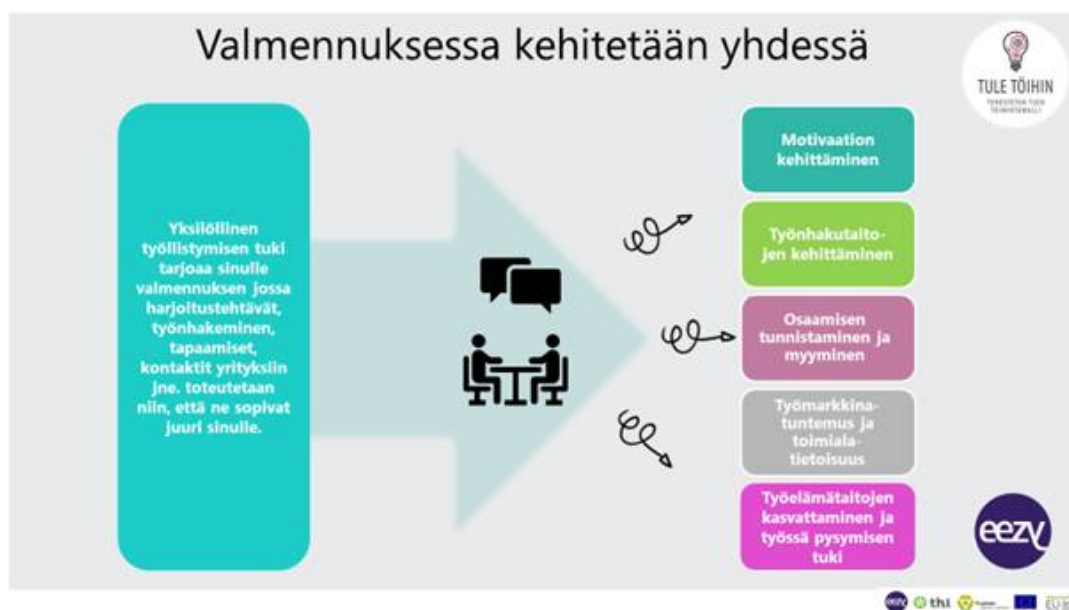 Valmennuksessa kehitetään yhdessä
TULE TÖIHIN
Yksilöllinen
työllistymisen tuki
tarjoaa sinulle
valmennuksen jossa
harjoitustehtävät,
työnhakeminen,
tapaamiset,
kontaktit yrityksiin
jne. toteutetaan
niin, että ne sopivat
juuri sinulle.
Motivaation
kehittäminen
Työnhakutaito-
jen kehittäminen
Osaamisen
tunnistaminen ja
myyminen
Työmarkkina-
tuntemus ja
toimiala-
tietoisuus
Työelämätaitojen
kasvattaminen ja
työssä pysymisen
tuki
eezy
eezy
thl